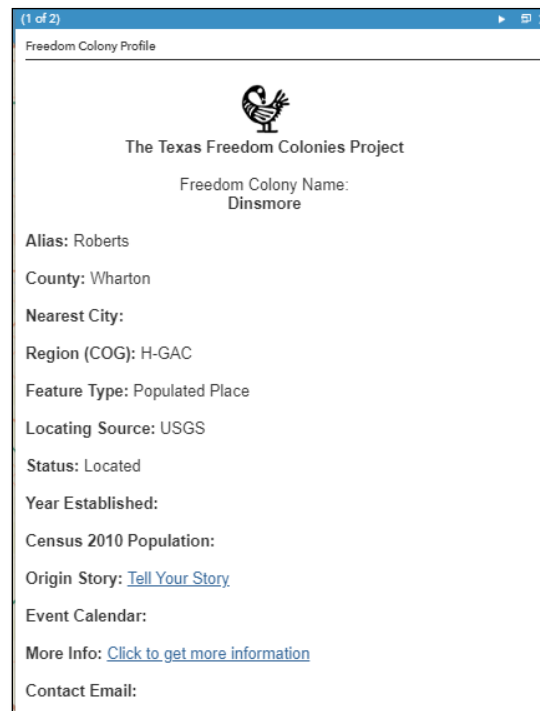 (1 of 2)
Freedom Colony Profile
The Texas Freedom Colonies Project
Freedom Colony Name:
Dinsmore
Alias: Roberts
County: Wharton
Nearest City:
Region (COG): H-GAC
Feature Type: Populated Place
Locating Source: USGS
Status: Located
Year Established:
Census 2010 Population:
Origin Story: Tell Your Story
Event Calendar:
More Info: Click to get more information
Contact Email: